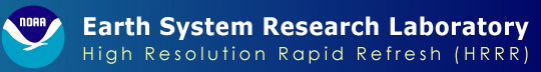 NOAA
Earth System Research Laboratory
High Resolution Rapid Refresh (HRRR)